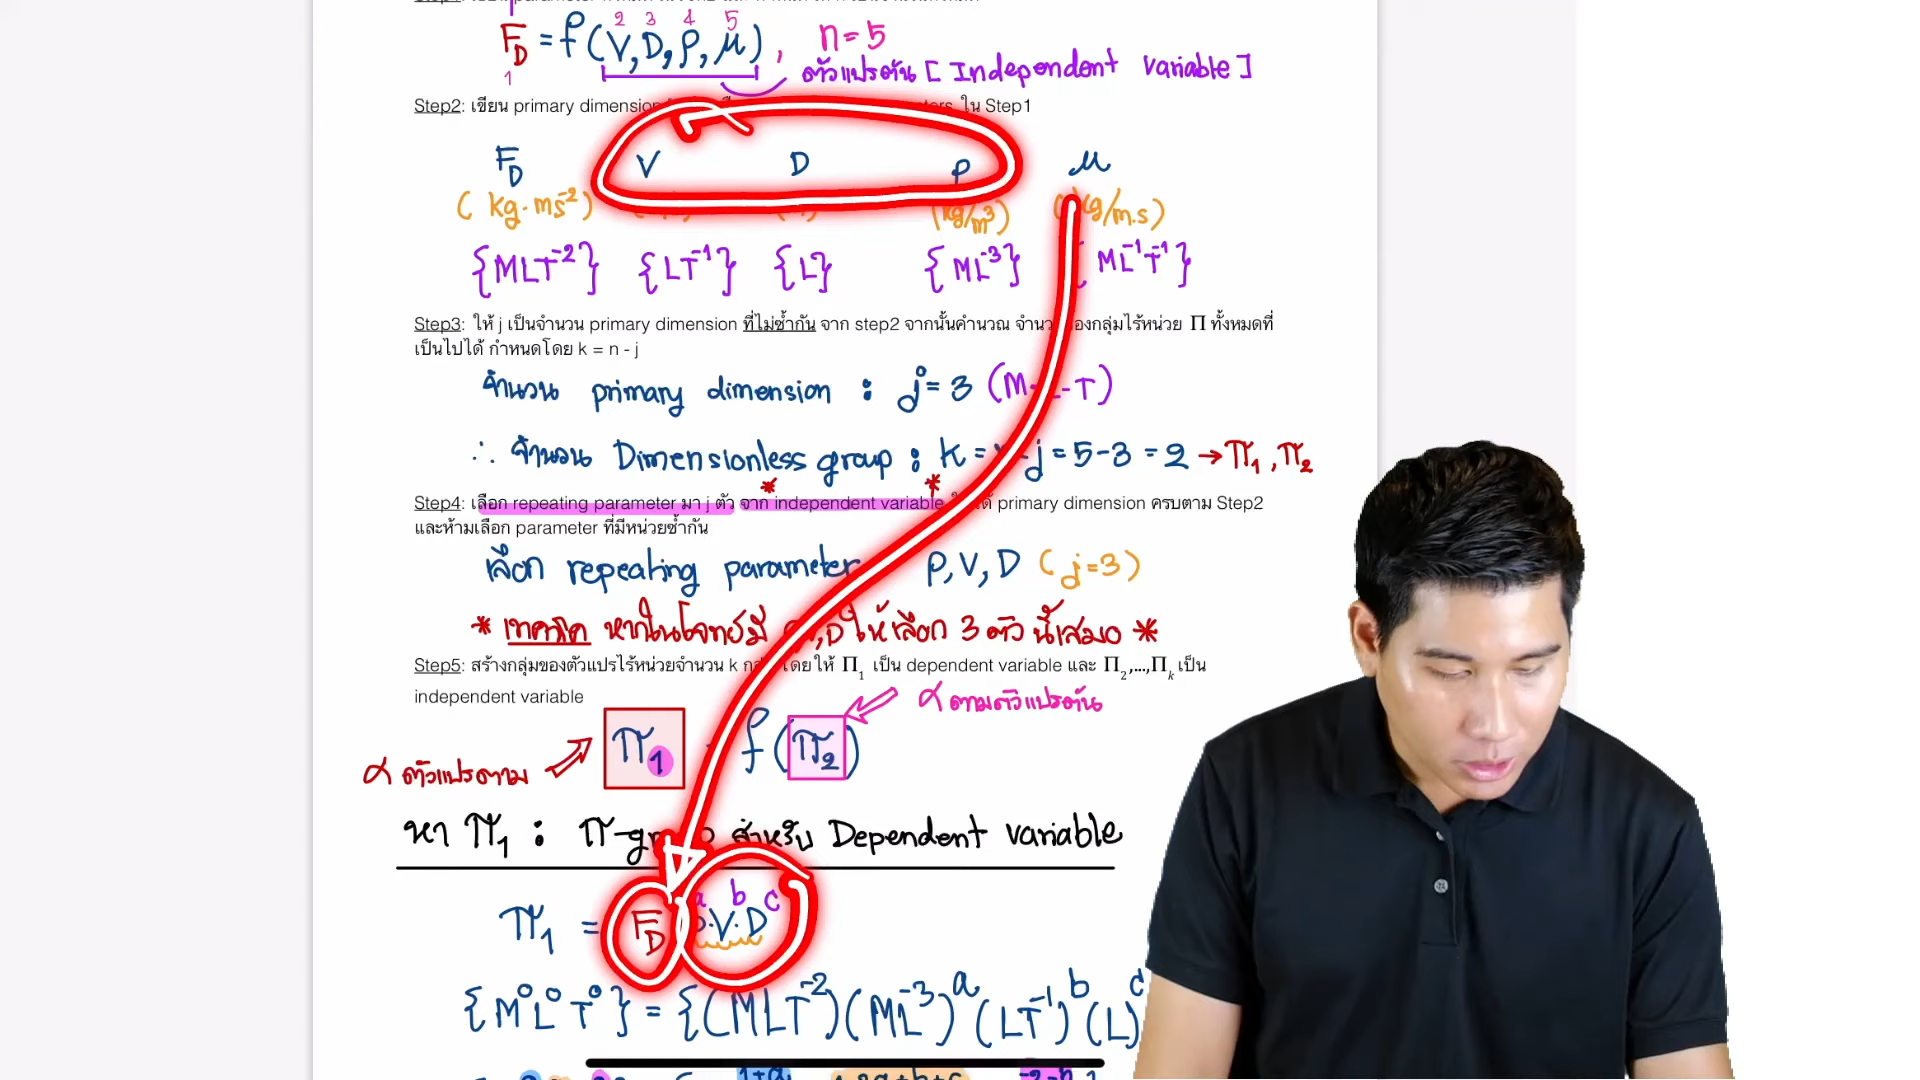 F_D = f(V, D, ρ, μ) , n = 5
1 2 3 4 5
ตัวแปรต้น [ Independent variable ]
Step2: เขียน primary dimension ใน Step1
F_D V D ρ μ
( kg·ms⁻² ) (kg/m³) kg/m.s)
{MLT⁻²} {LT⁻¹} {L} {ML⁻³} { ML⁻¹T⁻¹}
Step3: ให้ j เป็นจำนวน primary dimension ที่ไม่ซ้ำกัน จาก step2 จากนั้นคำนวณ กลุ่มไร้หน่วย Π ทั้งหมดที่
เป็นไปได้ กำหนดโดย k = n - j
จำนวน primary dimension : j = 3 (M - L - T)
∴ จำนวน Dimensionless group : k = n - j = 5 - 3 = 2 → π₁ , π₂
Step4: เลือก repeating parameter มา j ตัว จาก independent variable primary dimension ครบตาม Step2
และห้ามเลือก parameter ที่มีหน่วยซ้ำกัน
เลือก repeating parameter ρ, V, D ( j=3 )
* เทคนิค หากในโจทย์มี ให้เลือก 3 ตัว นี้เสมอ *
Step5: สร้างกลุ่มของตัวแปรไร้หน่วยจำนวน k โดยให้ Π₁ เป็น dependent variable และ Π₂,...,Πₖ เป็น
independent variable
∝ ตามตัวแปรต้น
π₁ f (π₂)
∝ ตัวแปรตาม
หา π₁ : π-group สำหรับ Dependent variable
π₁ = F_D ρᵃ·Vᵇ·Dᶜ
{M⁰L⁰T⁰} = {(MLT⁻²)(ML⁻³)ᵃ(LT⁻¹)ᵇ(L)ᶜ